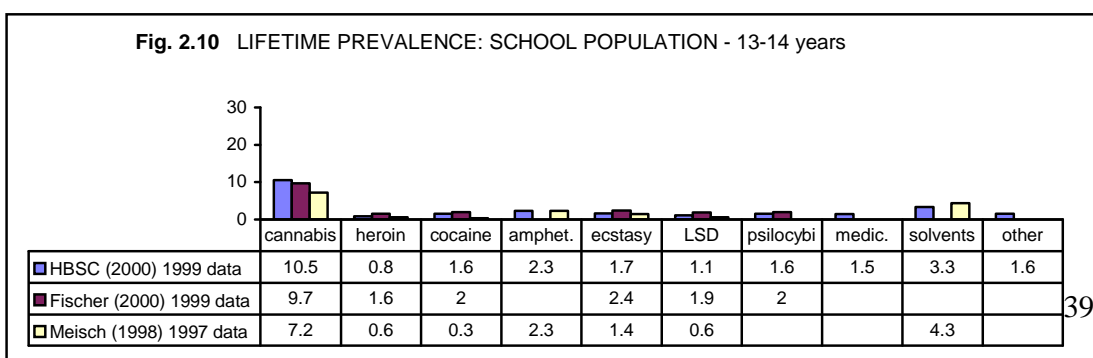 Fig. 2.10 LIFETIME PREVALENCE: SCHOOL POPULATION - 13-14 years
30
20
10
0
cannabis heroin cocaine amphet. ecstasy LSD psilocybi medic. solvents other
HBSC (2000) 1999 data 10.5 0.8 1.6 2.3 1.7 1.1 1.6 1.5 3.3 1.6
Fischer (2000) 1999 data 9.7 1.6 2 2.4 1.9 2
39
Meisch (1998) 1997 data 7.2 0.6 0.3 2.3 1.4 0.6 4.3